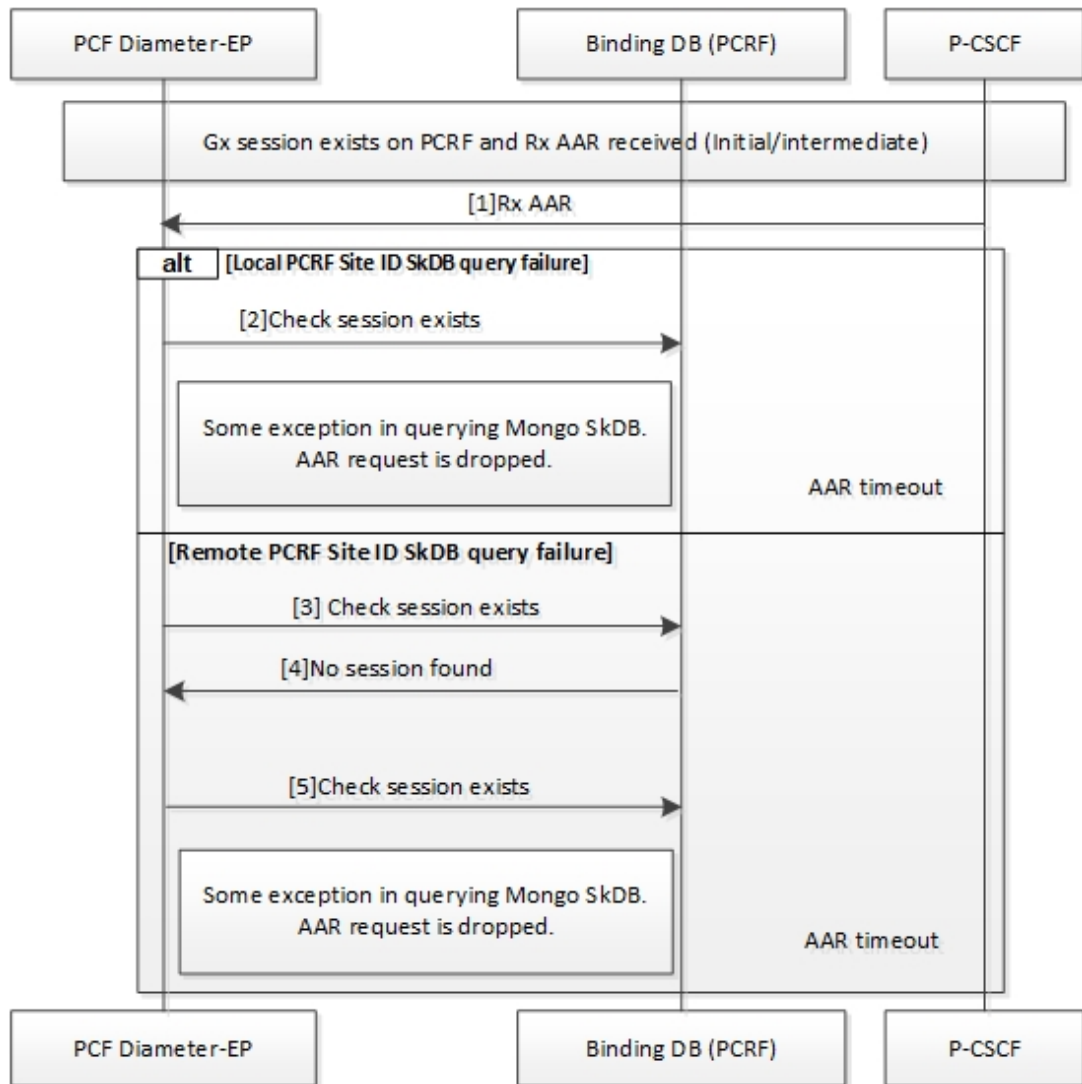 PCF Diameter-EP
Binding DB (PCRF)
P-CSCF
Gx session exists on PCRF and Rx AAR received (Initial/intermediate)
[1]Rx AAR
alt
[Local PCRF Site ID SkDB query failure]
[2]Check session exists
Some exception in querying Mongo SkDB.
AAR request is dropped.
AAR timeout
[Remote PCRF Site ID SkDB query failure]
[3] Check session exists
[4]No session found
[5]Check session exists
Some exception in querying Mongo SkDB.
AAR request is dropped.
AAR timeout
PCF Diameter-EP
Binding DB (PCRF)
P-CSCF